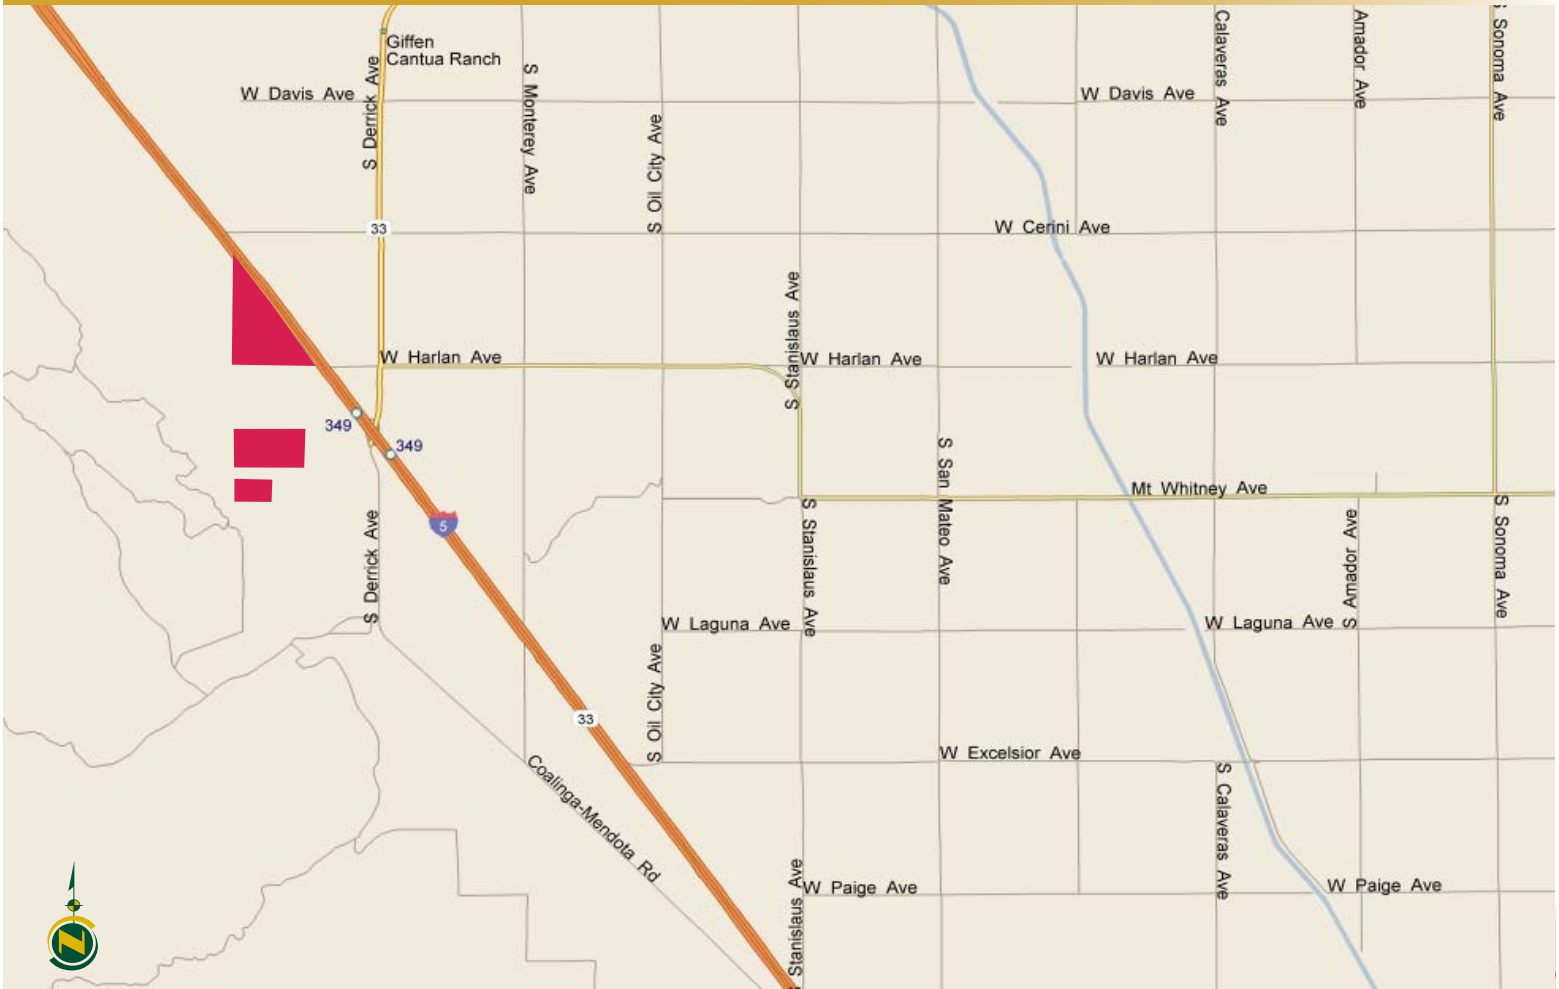 Giffen
Cantua Ranch
Calaveras Ave
Amador Ave
S Sonoma Ave
W Davis Ave
S Derrick Ave
S Monterey Ave
W Davis Ave
S Oil City Ave
33
W Cerini Ave
S Stanislaus Ave
W Harlan Ave
W Harlan Ave
W Harlan Ave
349
349
S San Mateo Ave
Mt Whitney Ave
5
S Derrick Ave
S Stanislaus Ave
S Amador Ave
S Sonoma Ave
W Laguna Ave
W Laguna Ave
S Oil City Ave
33
W Excelsior Ave
Coalinga-Mendota Rd
S Calaveras Ave
S Stanislaus Ave
W Paige Ave
W Paige Ave
N